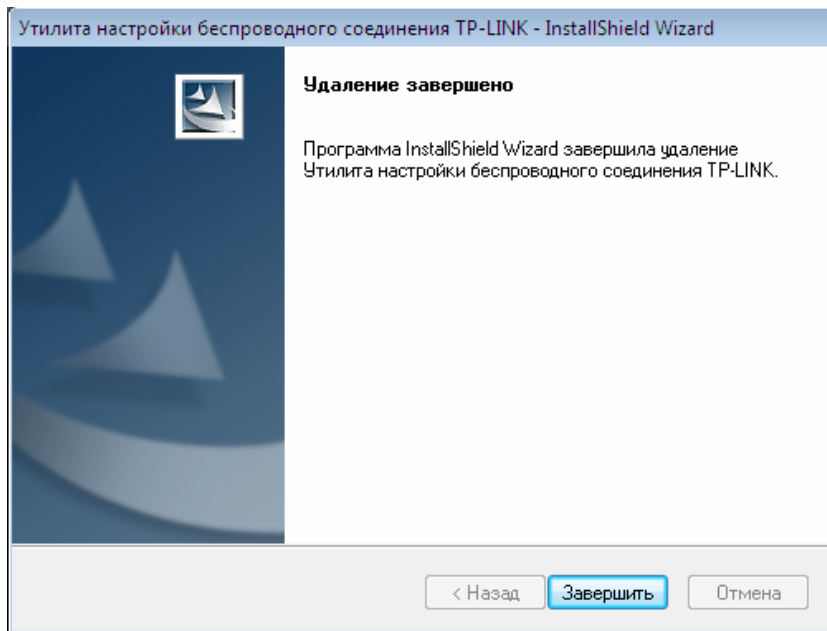 Утилита настройки беспроводного соединения TP-LINK - InstallShield Wizard
Удаление завершено
Программа InstallShield Wizard завершила удаление
Утилита настройки беспроводного соединения TP-LINK.
< Назад
Завершить
Отмена